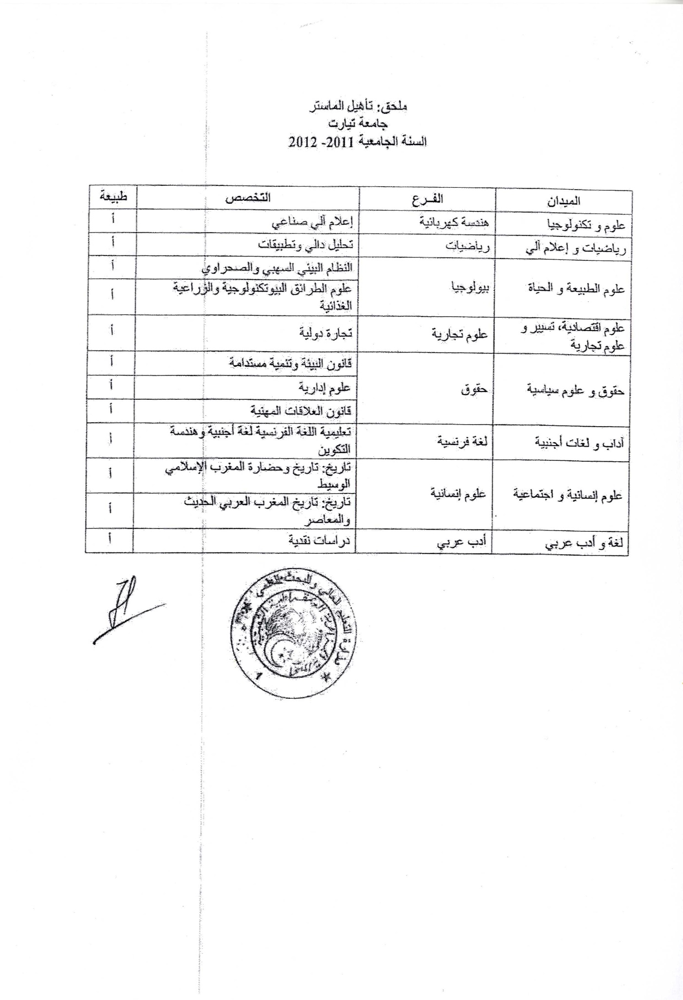 ملحق: تأهيل الماستر
جامعة تيارت
السنة الجامعية 2011- 2012
الميدان الفــرع التخصص طبيعة
علوم و تكنولوجيا هندسة كهربائية إعلام آلي صناعي أ
رياضيات و إعلام آلي رياضيات تحليل دالي وتطبيقات أ
علوم الطبيعة و الحياة بيولوجيا النظام البيئي السهبي والصحراوي أ
علوم الطرائق البيوتكنولوجية والزراعية
الغذائية أ
علوم اقتصادية، تسيير و
علوم تجارية علوم تجارية تجارة دولية أ
حقوق و علوم سياسية حقوق قانون البيئة وتنمية مستدامة أ
علوم إدارية أ
قانون العلاقات المهنية أ
آداب و لغات أجنبية لغة فرنسية تعليمية اللغة الفرنسية لغة أجنبية وهندسة
التكوين أ
علوم إنسانية و اجتماعية علوم إنسانية تاريخ: تاريخ وحضارة المغرب الإسلامي
الوسيط أ
تاريخ: تاريخ المغرب العربي الحديث
والمعاصر أ
لغة و أدب عربي أدب عربي دراسات نقدية أ
التعليم العالي والبحث العلمي
1